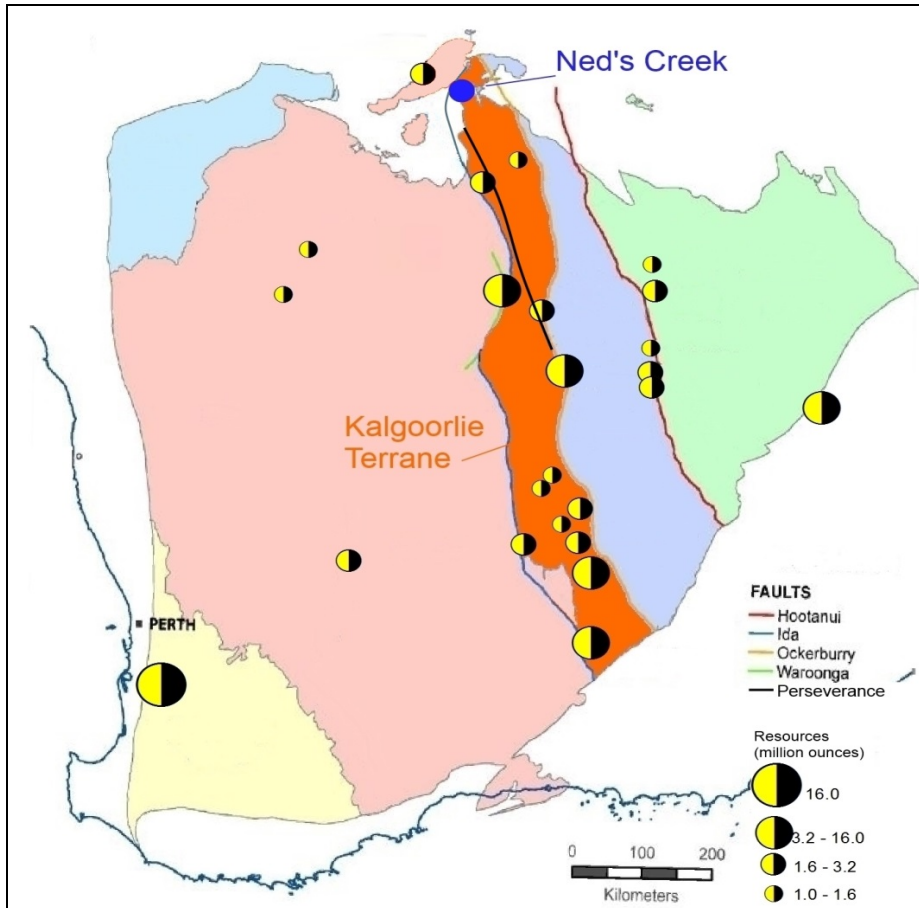 Ned's Creek
Kalgoorlie
Terrane
PERTH
FAULTS
Hootanui
Ida
Ockerburry
Waroonga
Perseverance
Resources
(million ounces)
16.0
3.2 - 16.0
1.6 - 3.2
1.0 - 1.6
0 100 200
Kilometers